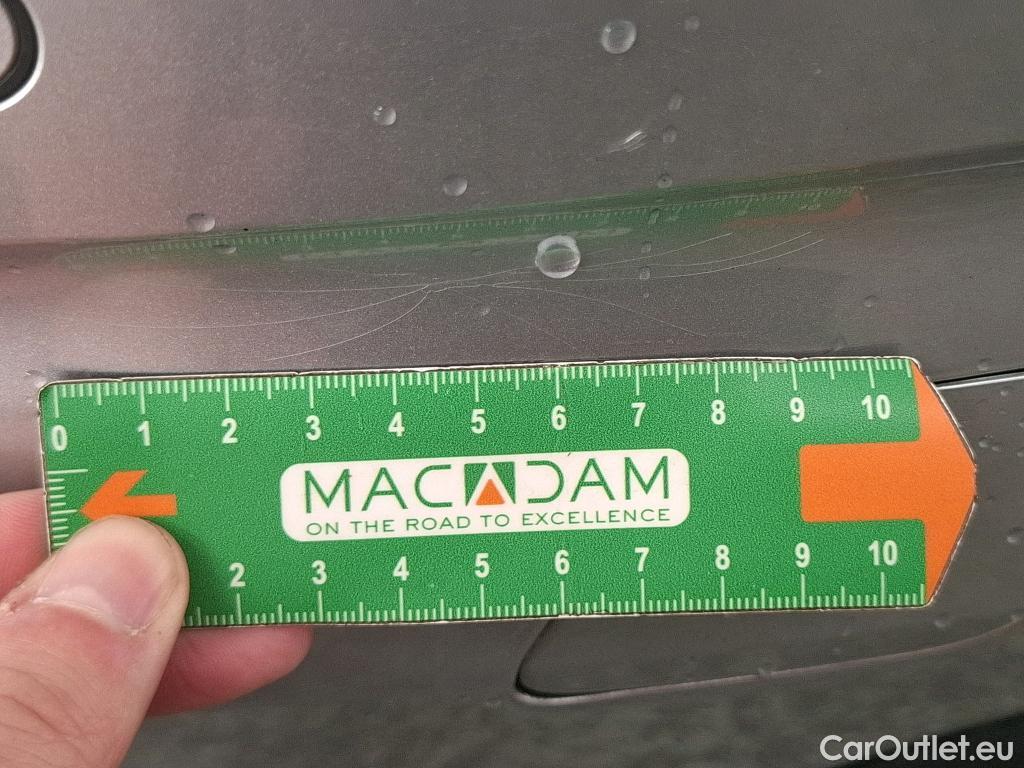 0 1 2 3 4 5 6 7 8 9 10
MACADAM
ON THE ROAD TO EXCELLENCE
2 3 4 5 6 7 8 9 10
CarOutlet.eu